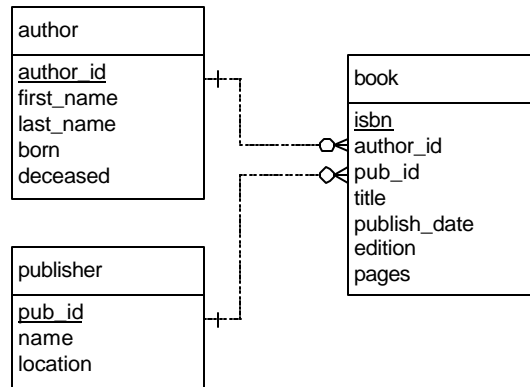 author
author_id
first_name
last_name
born
deceased
book
isbn
author_id
pub_id
title
publish_date
edition
pages
publisher
pub_id
name
location